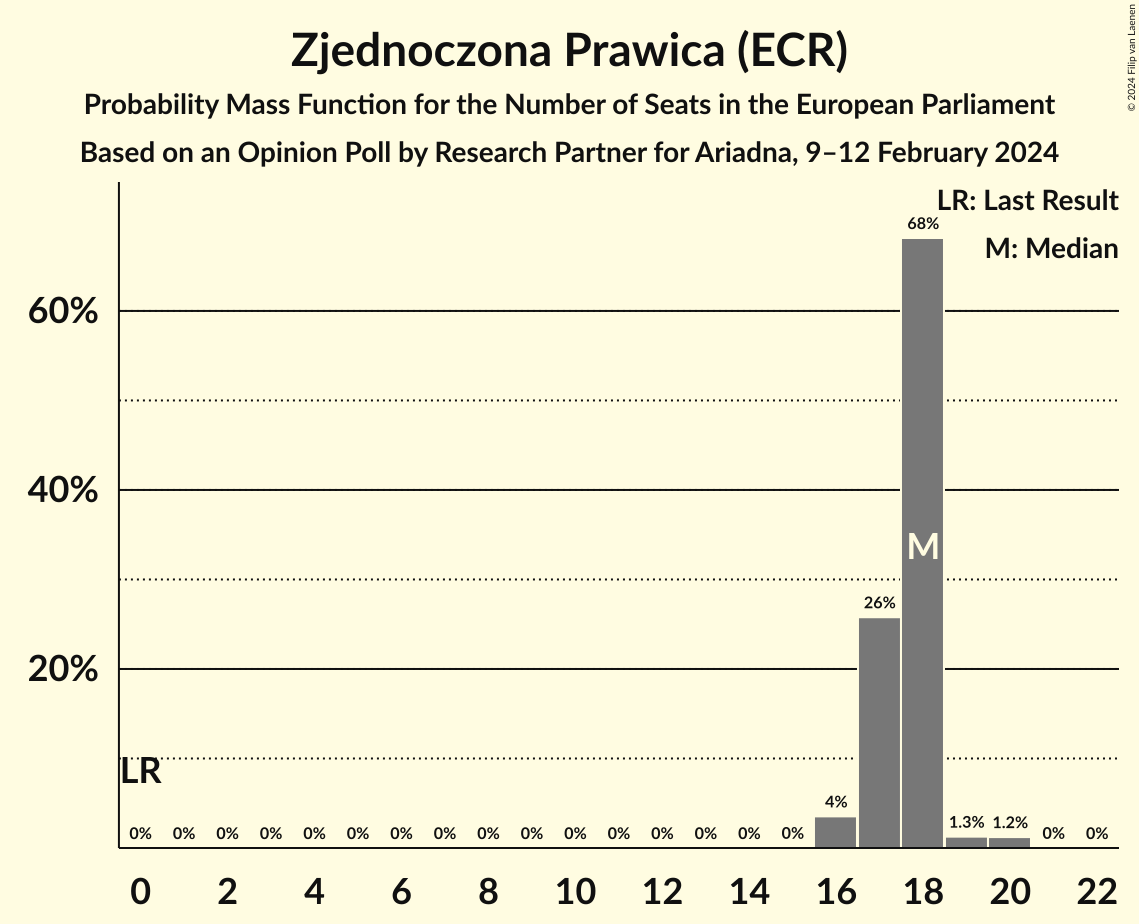 Zjednoczona Prawica (ECR)
Probability Mass Function for the Number of Seats in the European Parliament
Based on an Opinion Poll by Research Partner for Ariadna, 9–12 February 2024
© 2024 Filip van Laenen
LR: Last Result
M: Median
68%
60%
40%
M
26%
20%
LR
4%
0% 0% 0% 0% 0% 0% 0% 0% 0% 0% 0% 0% 0% 0% 0% 0% 1.3% 1.2% 0% 0%
0 2 4 6 8 10 12 14 16 18 20 22